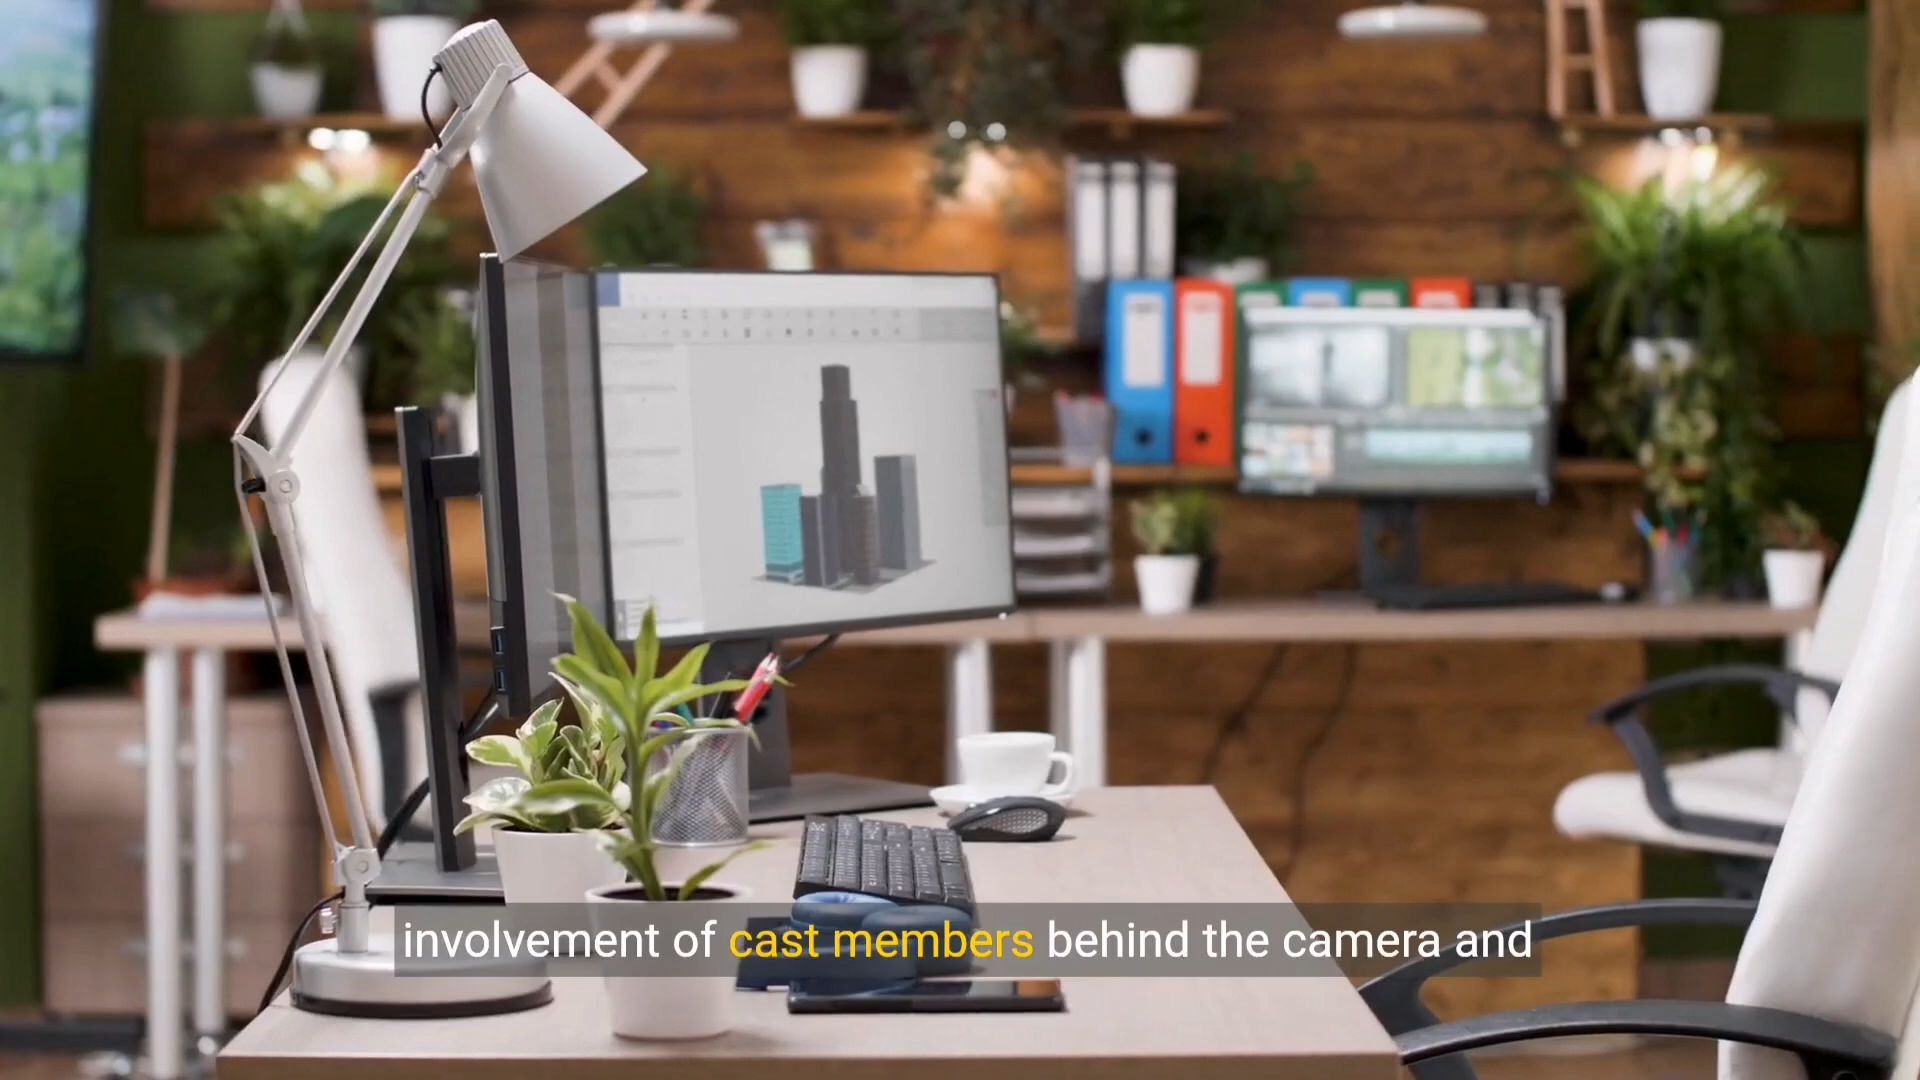 involvement of cast members behind the camera and